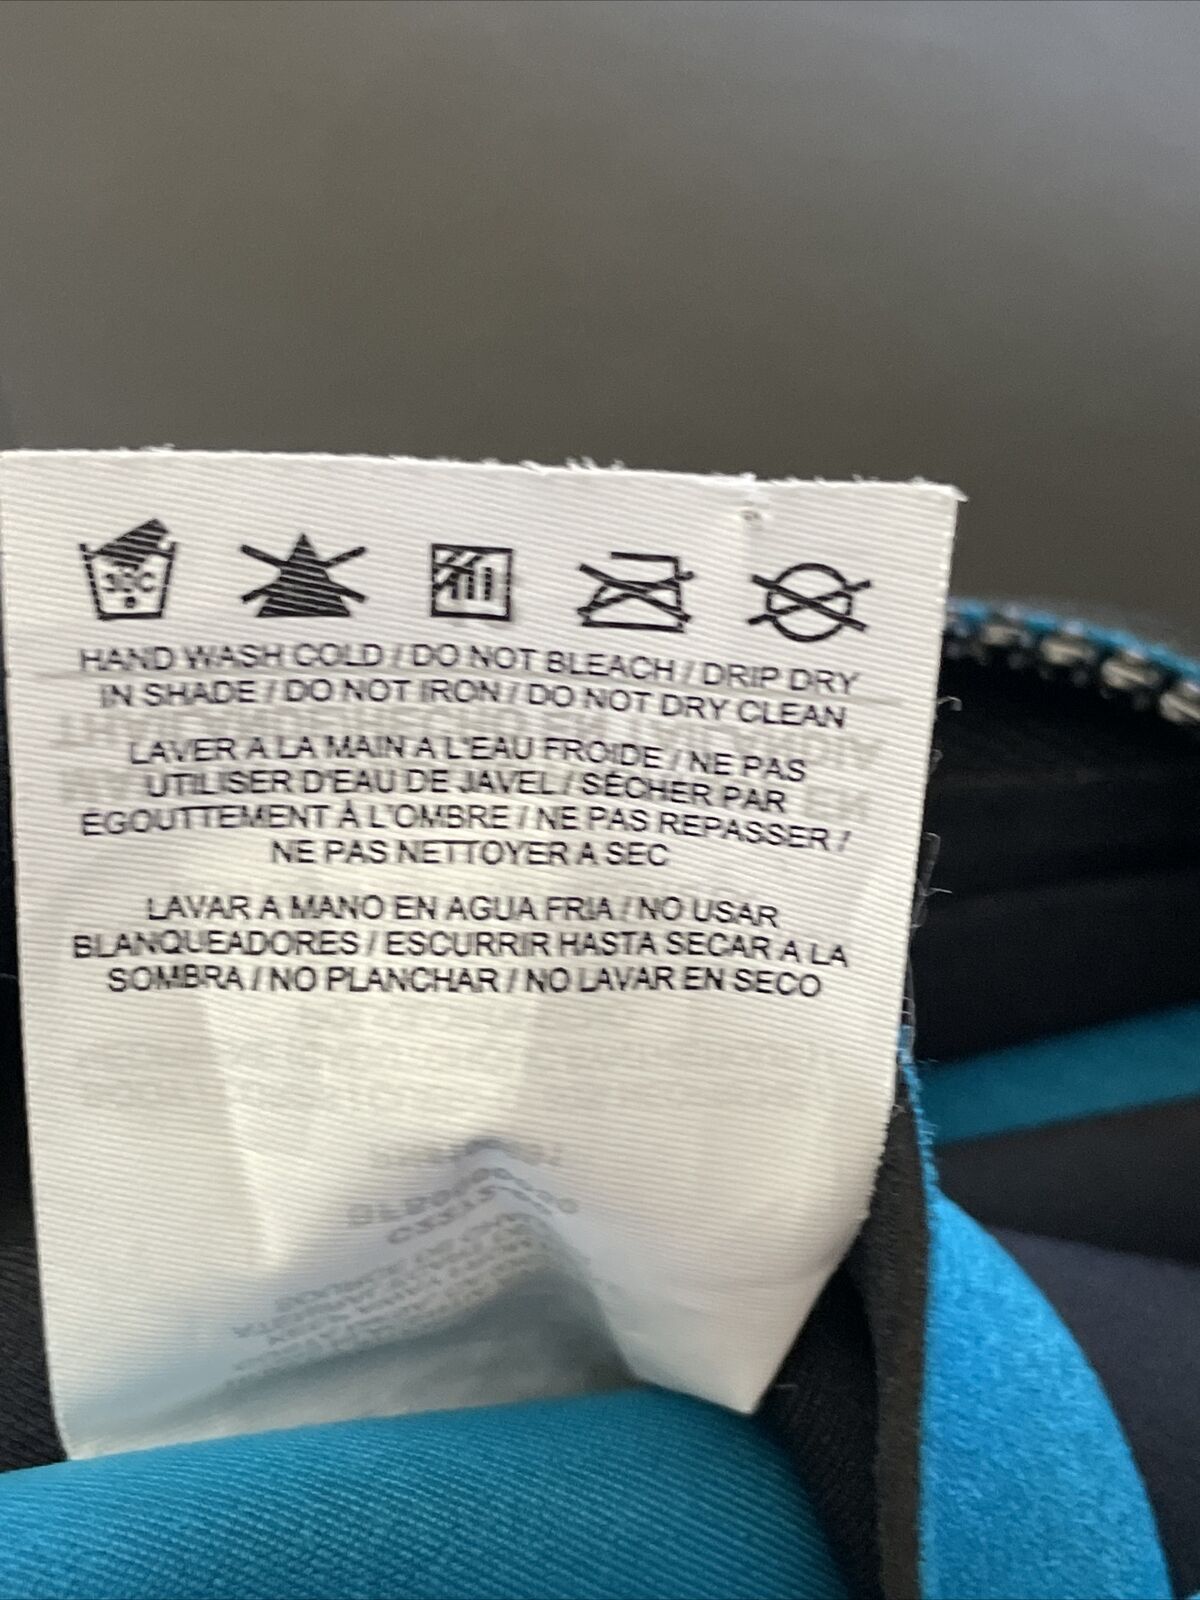 30C
HAND WASH COLD / DO NOT BLEACH / DRIP DRY
IN SHADE / DO NOT IRON / DO NOT DRY CLEAN
LAVER A LA MAIN A L'EAU FROIDE / NE PAS
UTILISER D'EAU DE JAVEL / SÉCHER PAR
ÉGOUTTEMENT À L'OMBRE / NE PAS REPASSER /
NE PAS NETTOYER A SEC
LAVAR A MANO EN AGUA FRIA / NO USAR
BLANQUEADORES / ESCURRIR HASTA SECAR A LA
SOMBRA / NO PLANCHAR / NO LAVAR EN SECO